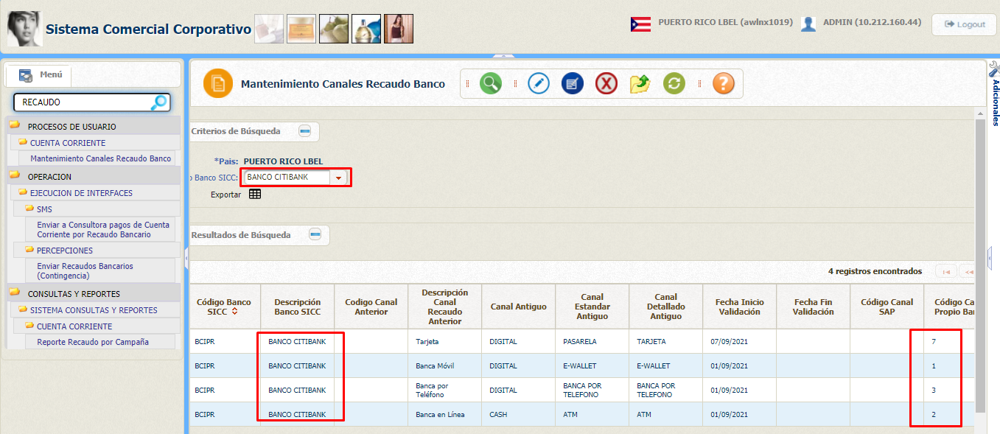 Sistema Comercial Corporativo
PUERTO RICO LBEL (awlnx1019)
ADMIN (10.212.160.44)
Logout
Menú
RECAUDO
PROCESOS DE USUARIO
CUENTA CORRIENTE
Mantenimiento Canales Recaudo Banco
OPERACION
EJECUCION DE INTERFACES
SMS
Enviar a Consultora pagos de Cuenta
Corriente por Recaudo Bancario
PERCEPCIONES
Enviar Recaudos Bancarios
(Contingencia)
CONSULTAS Y REPORTES
SISTEMA CONSULTAS Y REPORTES
CUENTA CORRIENTE
Reporte Recaudo por Campaña
Mantenimiento Canales Recaudo Banco
Adicionales
Criterios de Búsqueda
*Pais: PUERTO RICO LBEL
o Banco SICC: BANCO CITIBANK
Exportar
Resultados de Búsqueda
4 registros encontrados
Código Banco
SICC
Descripción
Banco SICC
Codigo Canal
Anterior
Descripción
Canal
Recaudo
Anterior
Canal Antiguo
Canal
Estandar
Antiguo
Canal
Detallado
Antiguo
Fecha Inicio
Validación
Fecha Fin
Validación
Código Canal
SAP
Código Ca
Propio Ban
BCIPR BANCO CITIBANK Tarjeta DIGITAL PASARELA TARJETA 07/09/2021 7
BCIPR BANCO CITIBANK Banca Móvil DIGITAL E-WALLET E-WALLET 01/09/2021 1
BCIPR BANCO CITIBANK Banca por
Teléfono DIGITAL BANCA POR
TELEFONO BANCA POR
TELEFONO 01/09/2021 3
BCIPR BANCO CITIBANK Banca en Línea CASH ATM ATM 01/09/2021 2